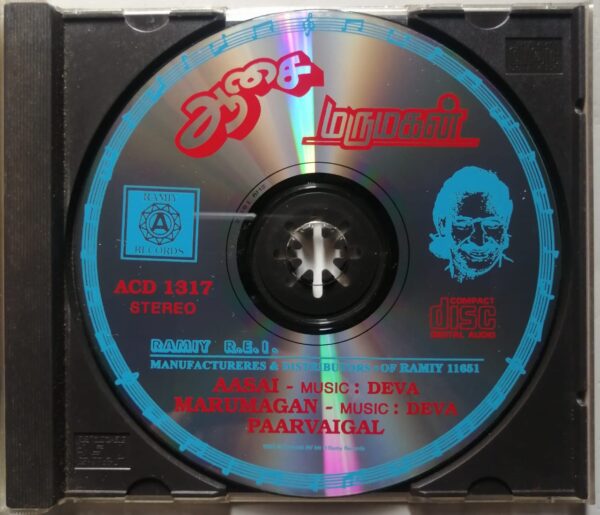 ஆசை
மருமகன்
RAMIY
A
RECORDS
ACD 1317
STEREO
COMPACT
disc
DIGITAL AUDIO
RAMIY R.E.I.
MANUFACTURERES & DISTRIBUTORS OF RAMIY 11651
AASAI - MUSIC : DEVA
MARUMAGAN - MUSIC : DEVA
PAARVAIGAL